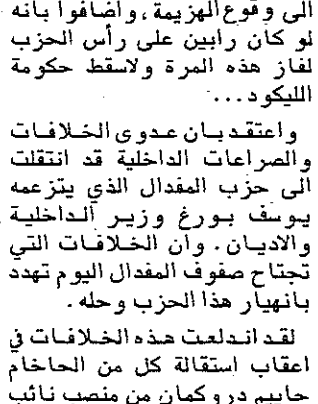 الى وقوع الهزيمة، واضافوا بانه
لو كان رابين على رأس الحزب
لفاز هذه المرة ولاسقط حكومة
الليكود...
واعتقد بان عدوى الخلافات
والصراعات الداخلية قد انتقلت
الى حزب المفدال الذي يتزعمه
يوسف بورغ وزير الداخلية
والاديان. وان الخلافات التي
تجتاح صفوف المفدال اليوم تهدد
بانهيار هذا الحزب وحله.
لقد اندلعت هذه الخلافات في
اعقاب استقالة كل من الحاخام
حاييم دروكمان من منصب نائب